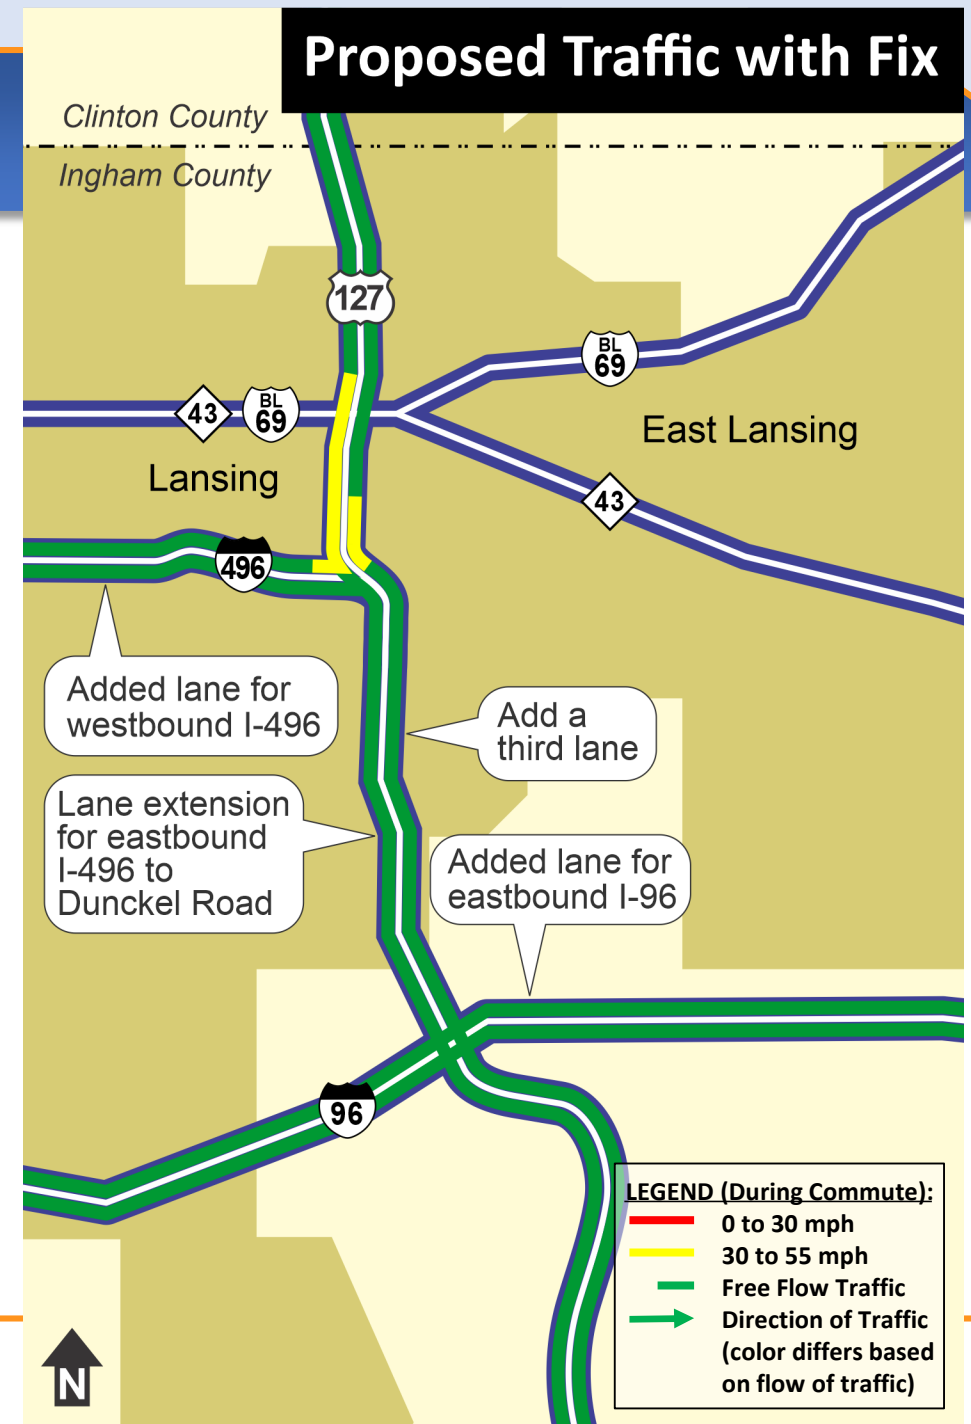 Proposed Traffic with Fix
Clinton County
Ingham County
127
BL
69
43
BL
69
East Lansing
Lansing
43
496
Added lane for
westbound I-496
Add a
third lane
Lane extension
for eastbound
I-496 to
Dunckel Road
Added lane for
eastbound I-96
96
LEGEND (During Commute):
0 to 30 mph
30 to 55 mph
Free Flow Traffic
Direction of Traffic
(color differs based
on flow of traffic)
N